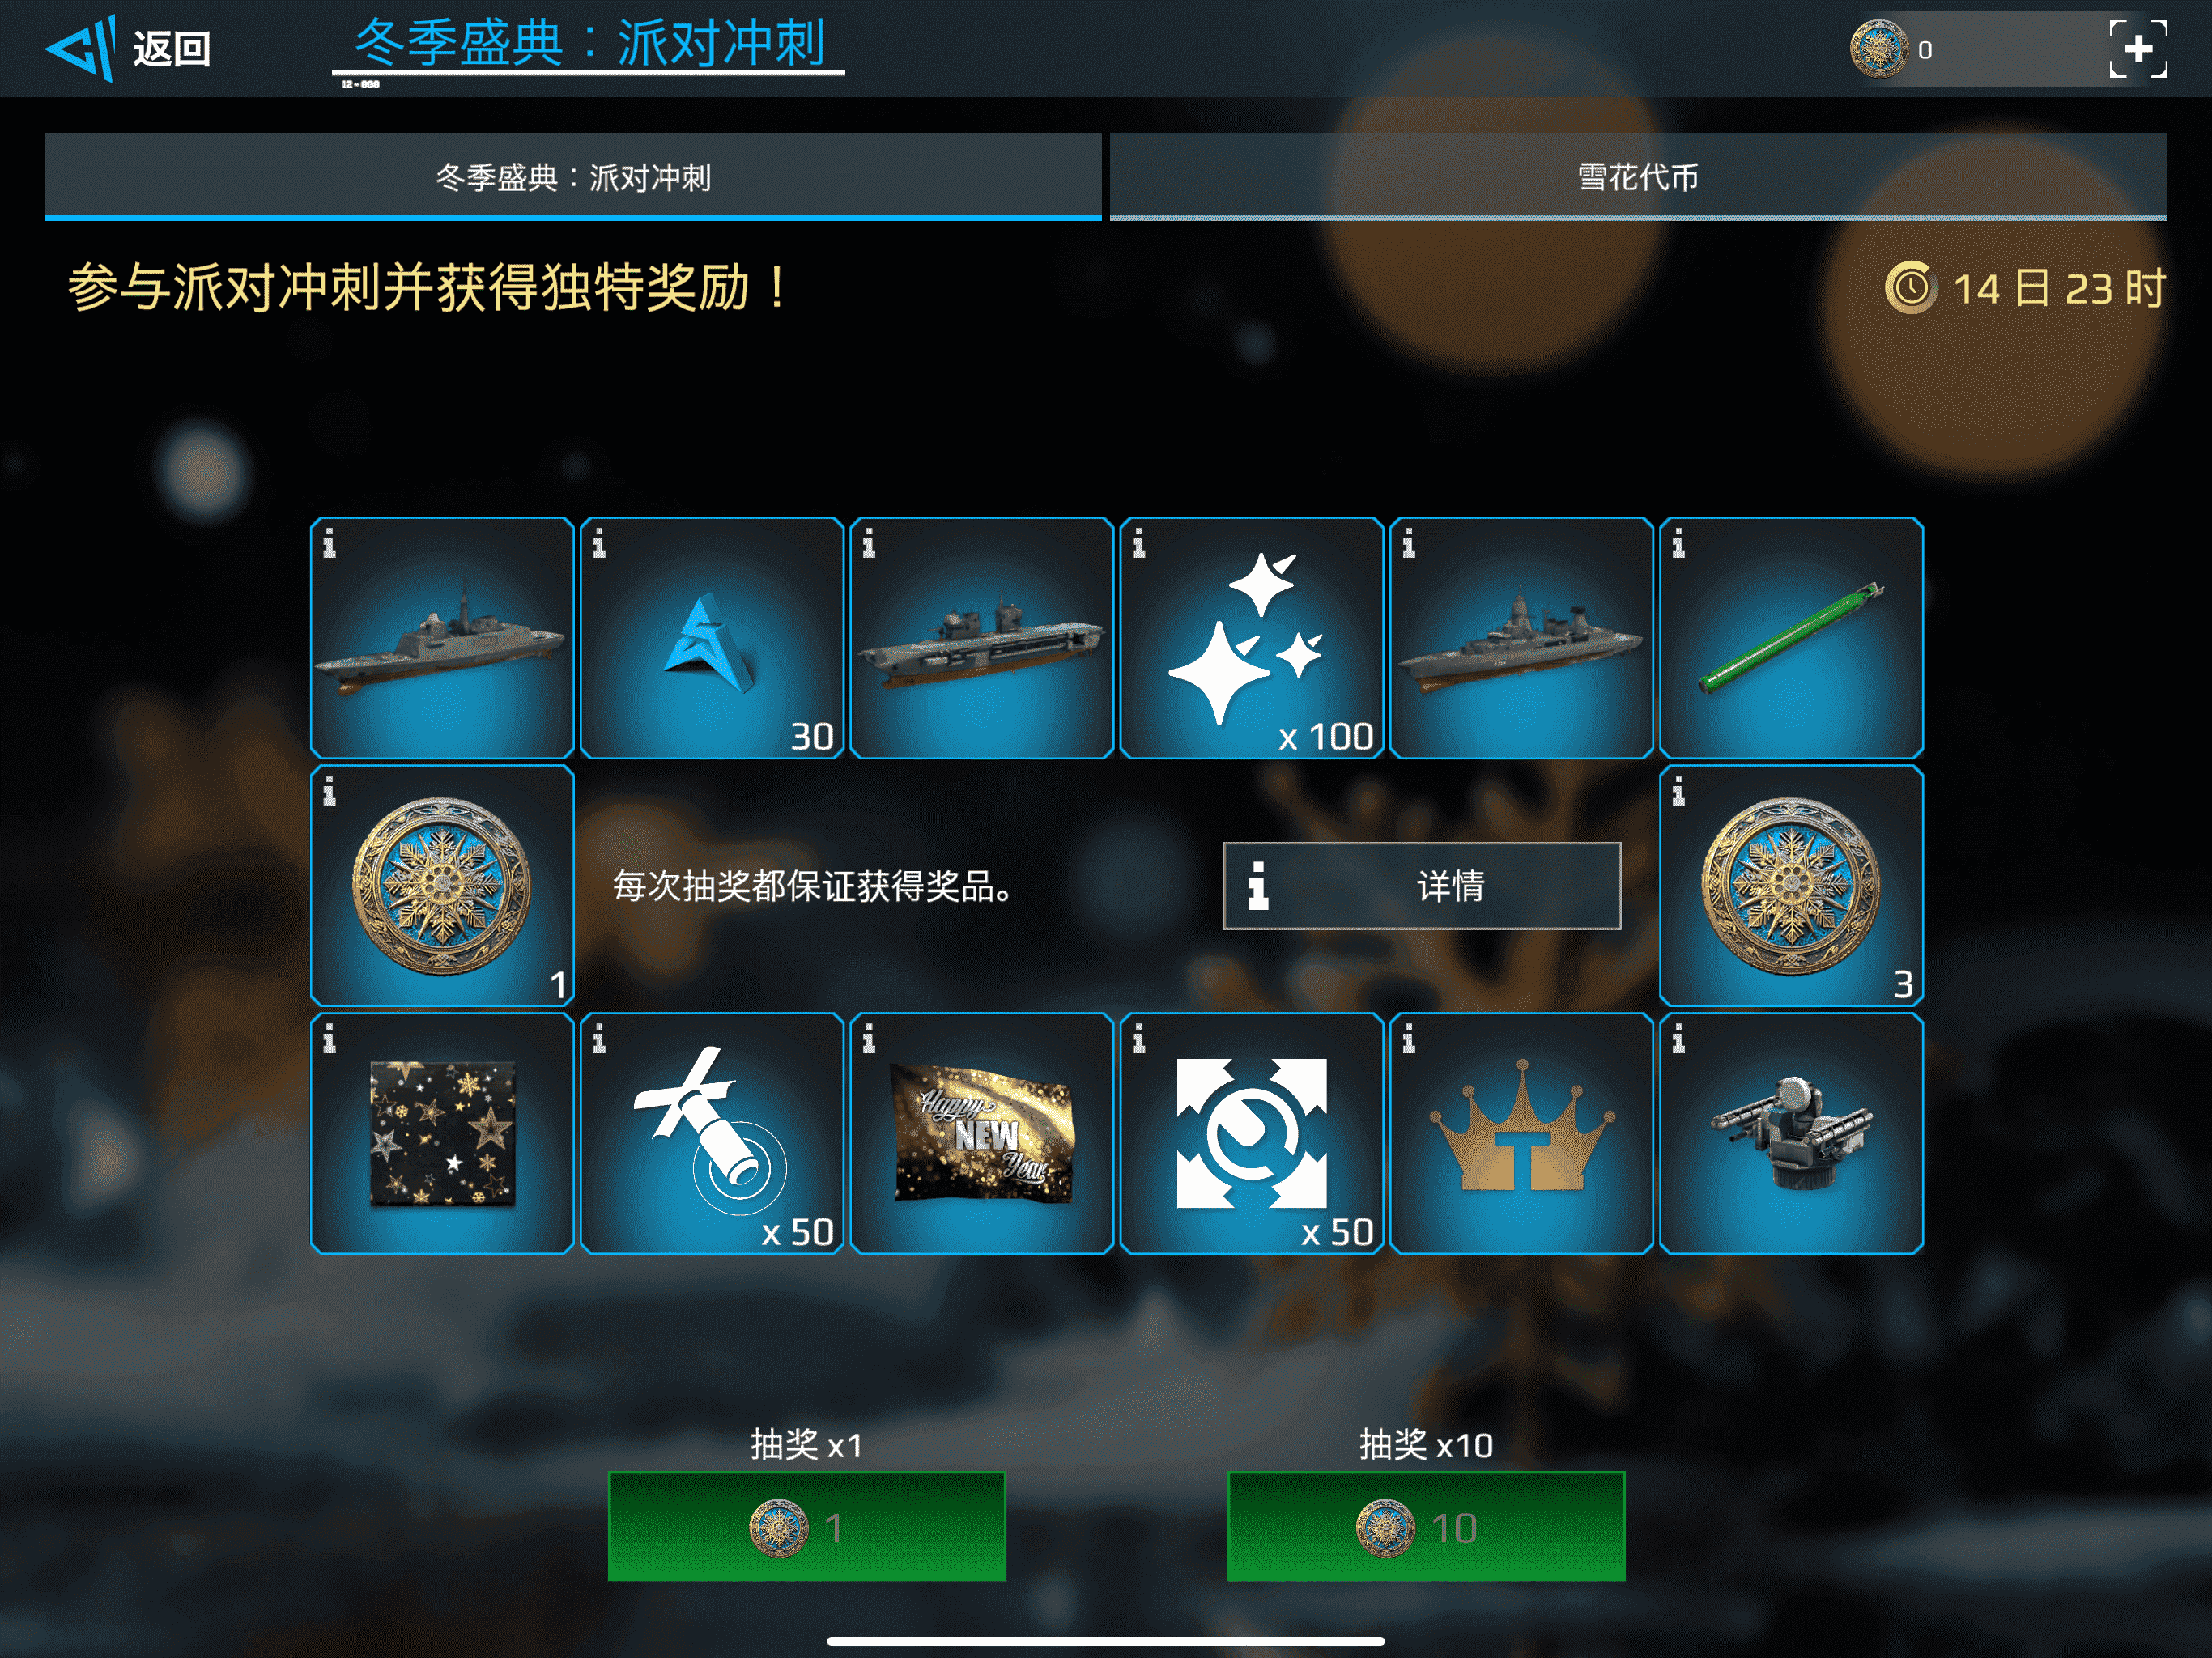 返回
冬季盛典：派对冲刺
12-000
0
冬季盛典：派对冲刺
雪花代币
参与派对冲刺并获得独特奖励！
14 日 23 时
30
x 100
1
每次抽奖都保证获得奖品。
详情
3
x 50
Happy
NEW
Year
x 50
T
抽奖 x1
抽奖 x10
1
10